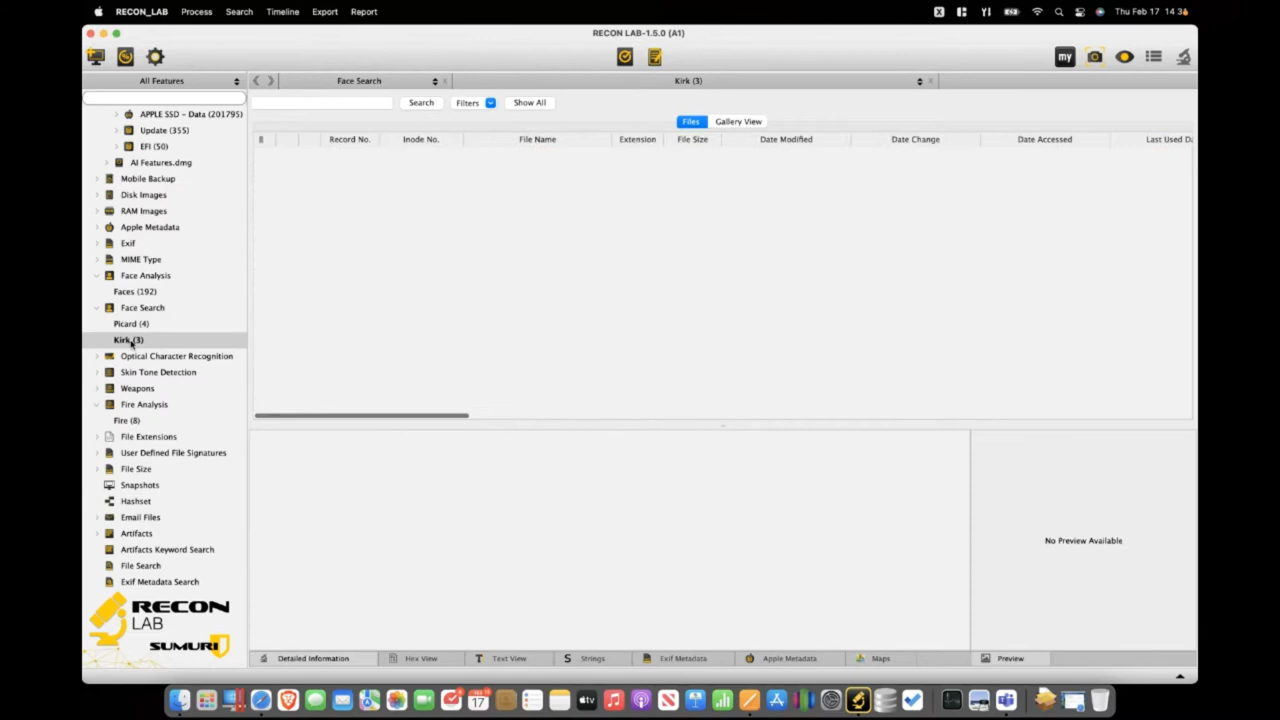 RECON_LAB Process Search Timeline Export Report Thu Feb 17 14:3
RECON LAB-1.5.0 (A1)
my
All Features Face Search Kirk (3)
Search Filters Show All
Files Gallery View
Record No. Inode No. File Name Extension File Size Date Modified Date Change Date Accessed Last Used Da
APPLE SSD - Data (201795)
Update (355)
EFI (50)
AI Features.dmg
Mobile Backup
Disk Images
RAM Images
Apple Metadata
Exif
MIME Type
Face Analysis
Faces (192)
Face Search
Picard (4)
Kirk (3)
Optical Character Recognition
Skin Tone Detection
Weapons
Fire Analysis
Fire (8)
File Extensions
User Defined File Signatures
File Size
Snapshots
Hashset
Email Files
Artifacts
Artifacts Keyword Search
File Search
Exif Metadata Search
No Preview Available
RECON
LAB
SUMURI
Detailed Information Hex View Text View Strings Exif Metadata Apple Metadata Maps Preview